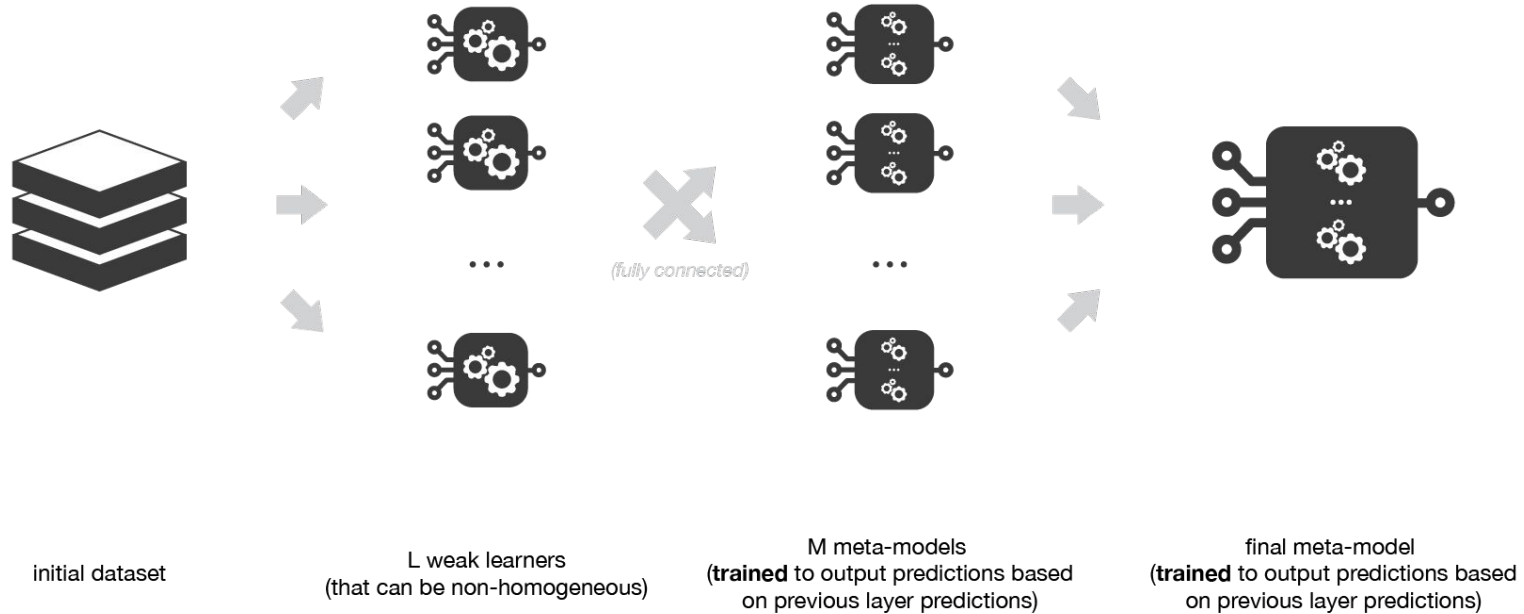 (fully connected)
initial dataset
L weak learners
(that can be non-homogeneous)
M meta-models
(trained to output predictions based
on previous layer predictions)
final meta-model
(trained to output predictions based
on previous layer predictions)